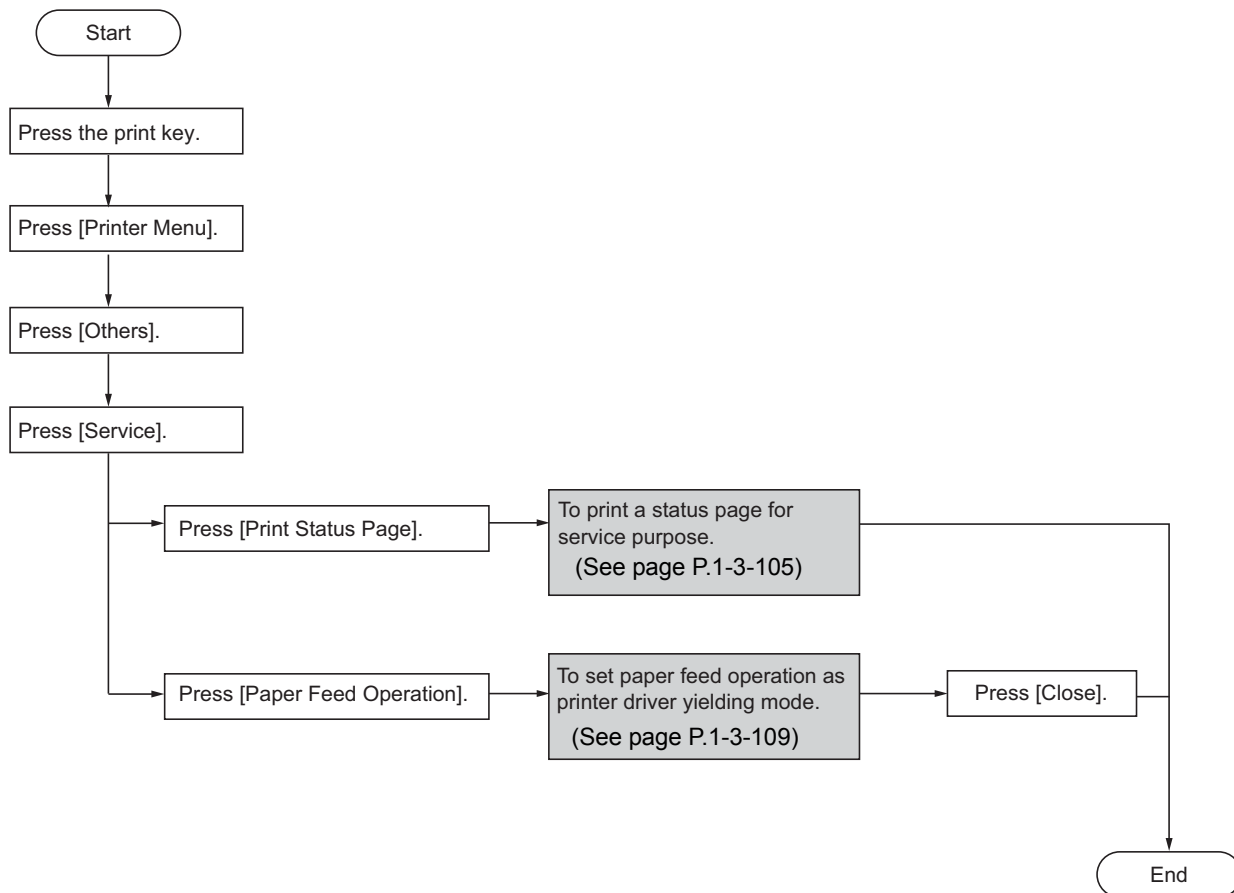 Start
Press the print key.
Press [Printer Menu].
Press [Others].
Press [Service].
Press [Print Status Page].
To print a status page for
service purpose.
(See page P.1-3-105)
Press [Paper Feed Operation].
To set paper feed operation as
printer driver yielding mode.
(See page P.1-3-109)
Press [Close].
End